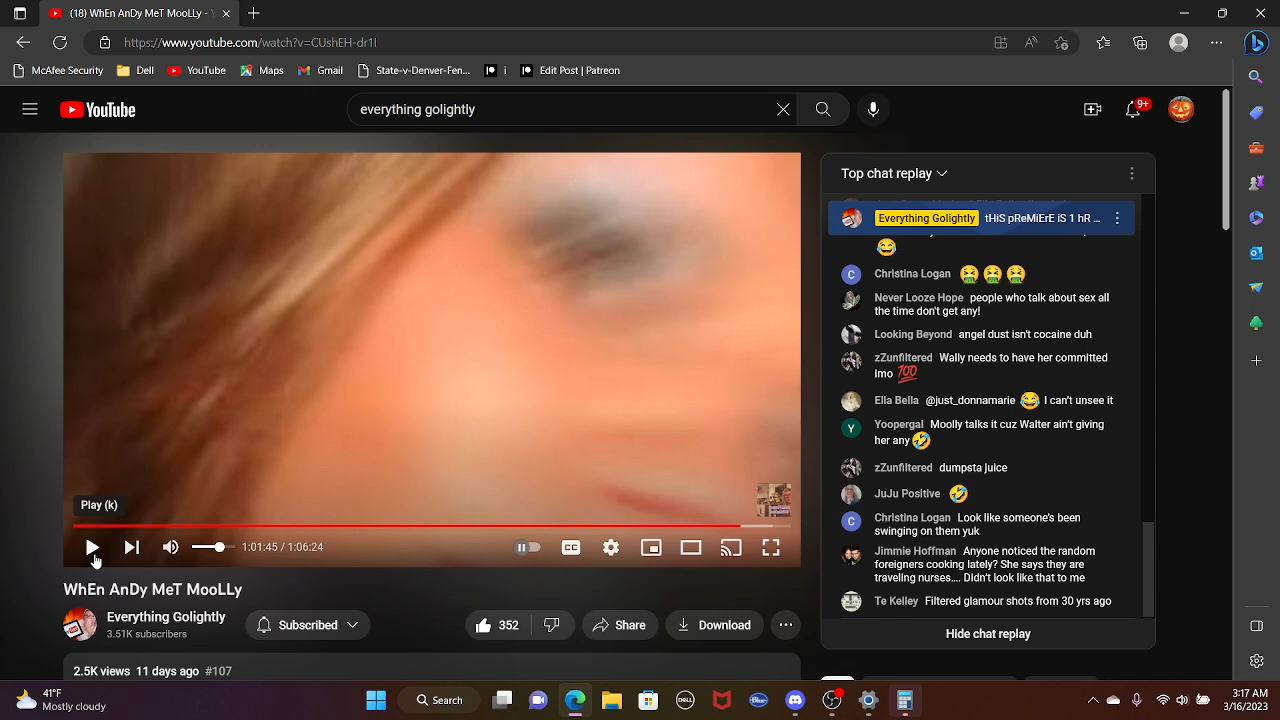 (18) WhEn AnDy MeT MooLLy -
https://www.youtube.com/watch?v=CUshEH-dr1I
McAfee Security
Dell
YouTube
Maps
Gmail
State-v-Denver-Fen...
i
Edit Post | Patreon
YouTube
everything golightly
9+
Top chat replay
Everything Golightly tHiS pReMiErE iS 1 hR ...
😂
C Christina Logan 🤮🤮🤮
Never Looze Hope people who talk about sex all
the time don't get any!
Looking Beyond angel dust isn't cocaine duh
zZunfiltered Wally needs to have her committed
Imo 💯
Ella Bella @just_donnamarie 😂 I can't unsee it
Y Yoopergal Moolly talks it cuz Walter ain't giving
her any 🤣
zZunfiltered dumpsta juice
JuJu Positive 🤣
C Christina Logan Look like someone's been
swinging on them yuk
Jimmie Hoffman Anyone noticed the random
foreigners cooking lately? She says they are
traveling nurses.... Didn't look like that to me
Te Kelley Filtered glamour shots from 30 yrs ago
Hide chat replay
Play (k)
1:01:45 / 1:06:24
CC
WhEn AnDy MeT MooLLy
Everything Golightly
3.51K subscribers
Subscribed
352
Share
Download
2.5K views 11 days ago #107
41°F
Mostly cloudy
Search
DELL
Blue
3:17 AM
3/16/2023